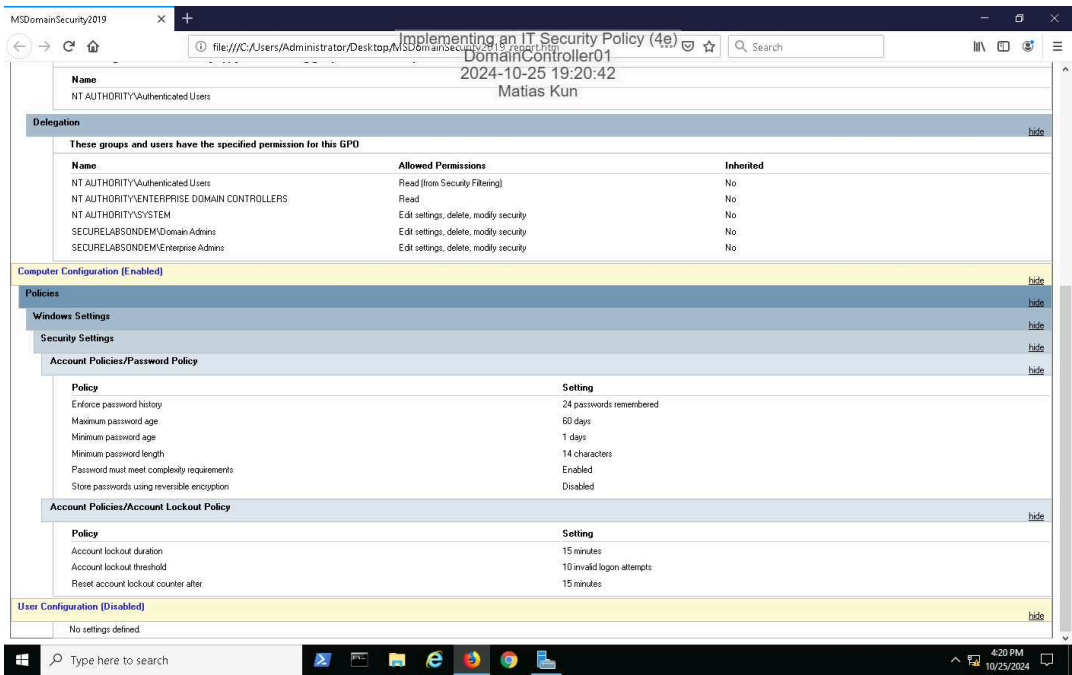 MSDomainSecurity2019
file:///C:/Users/Administrator/Desktop/MSDomainSecurity2019_report.htm
Search
Implementing an IT Security Policy (4e)
DomainController01
2024-10-25 19:20:42
Matias Kun
Name
NT AUTHORITY\Authenticated Users
Delegation hide
These groups and users have the specified permission for this GPO
Name Allowed Permissions Inherited
NT AUTHORITY\Authenticated Users Read (from Security Filtering) No
NT AUTHORITY\ENTERPRISE DOMAIN CONTROLLERS Read No
NT AUTHORITY\SYSTEM Edit settings, delete, modify security No
SECURELABSONDEM\Domain Admins Edit settings, delete, modify security No
SECURELABSONDEM\Enterprise Admins Edit settings, delete, modify security No
Computer Configuration (Enabled) hide
Policies hide
Windows Settings hide
Security Settings hide
Account Policies/Password Policy hide
Policy Setting
Enforce password history 24 passwords remembered
Maximum password age 60 days
Minimum password age 1 days
Minimum password length 14 characters
Password must meet complexity requirements Enabled
Store passwords using reversible encryption Disabled
Account Policies/Account Lockout Policy hide
Policy Setting
Account lockout duration 15 minutes
Account lockout threshold 10 invalid logon attempts
Reset account lockout counter after 15 minutes
User Configuration (Disabled) hide
No settings defined.
Type here to search
4:20 PM
10/25/2024